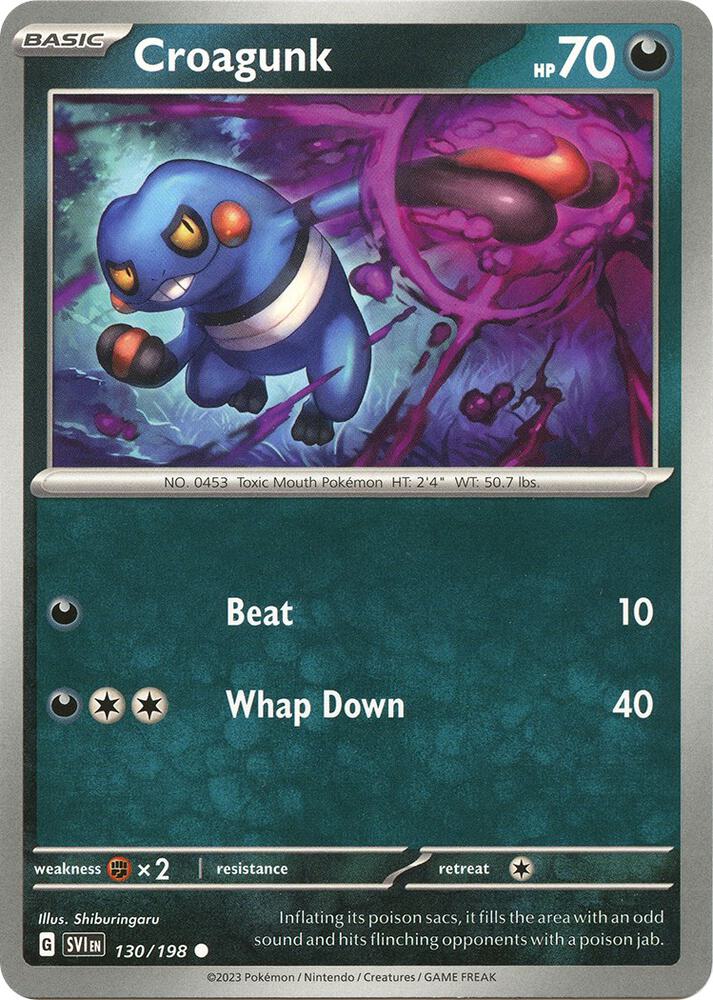 BASIC
Croagunk
HP 70
NO. 0453 Toxic Mouth Pokémon HT: 2'4" WT: 50.7 lbs.
Beat 10
Whap Down 40
weakness ×2 resistance retreat
Illus. Shiburingaru
Inflating its poison sacs, it fills the area with an odd
sound and hits flinching opponents with a poison jab.
G SVI EN 130/198
©2023 Pokémon / Nintendo / Creatures / GAME FREAK